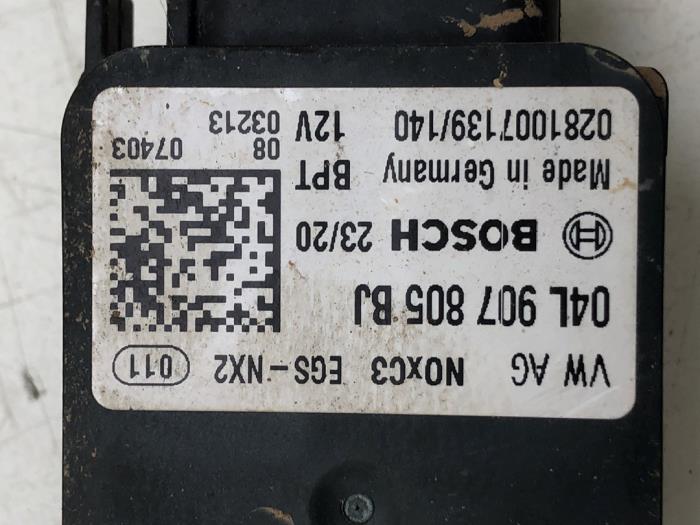 VW AG NOxC3 EGS-NX2 011
04L 907 805 BJ
BOSCH 23/20
Made in Germany BPT
0281007139/140 12V
08 07403
03213